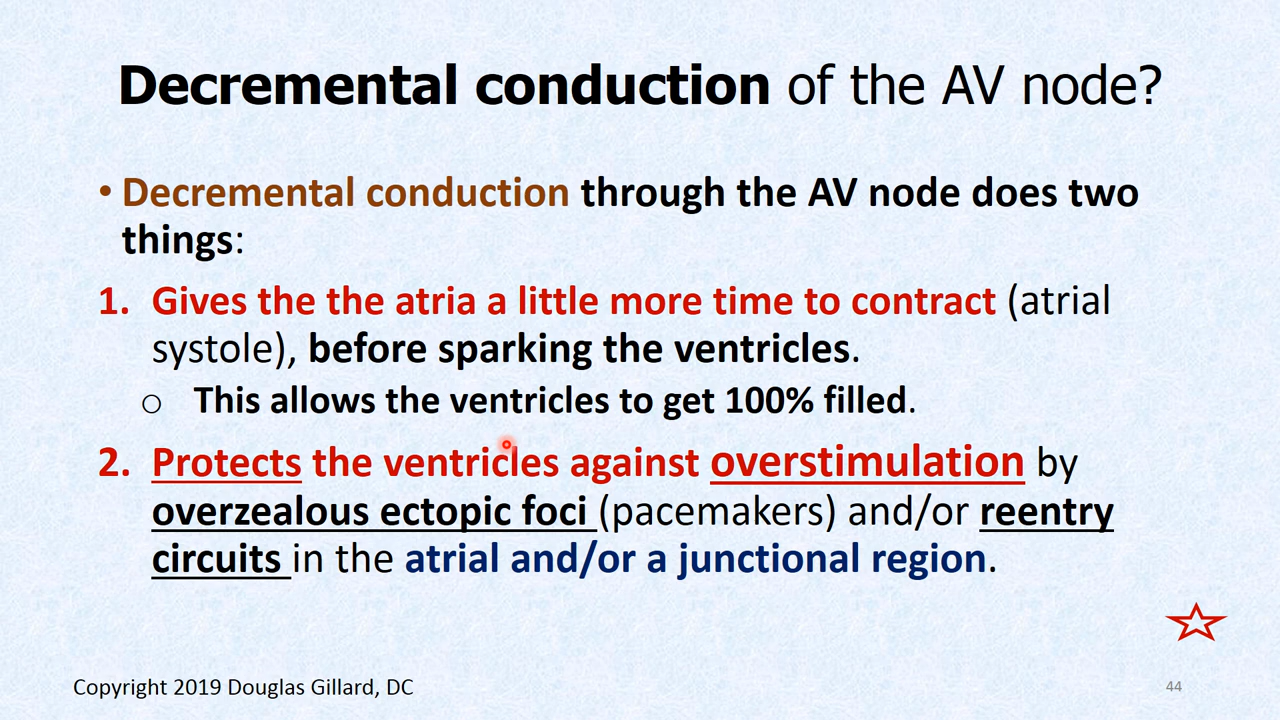 Decremental conduction of the AV node?
• Decremental conduction through the AV node does two
things:
1. Gives the the atria a little more time to contract (atrial
systole), before sparking the ventricles.
o This allows the ventricles to get 100% filled.
2. Protects the ventricles against overstimulation by
overzealous ectopic foci (pacemakers) and/or reentry
circuits in the atrial and/or a junctional region.
Copyright 2019 Douglas Gillard, DC
44